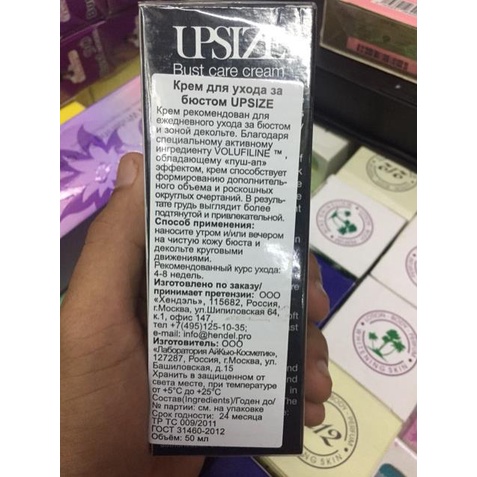 UPSIZE
Bust care cream
Крем для ухода за
бюстом UPSIZE
Крем рекомендован для
ежедневного ухода за бюстом
и зоной декольте. Благодаря
специальному активному
ингредиенту VOLUFILINE ™,
обладающему «пуш-ап»
эффектом, крем способствует
формированию дополнитель-
ного объема и роскошных
округлых очертаний. В резуль-
тате грудь выглядит более
подтянутой и привлекательной.
Способ применения:
наносите утром и/или вечером
на чистую кожу бюста и
декольте круговыми
движениями.
Рекомендованный курс ухода:
4-8 недель.
Изготовлено по заказу/
принимает претензии: ООО
«Хендэль», 115682, Россия,
г.Москва, ул.Шипиловская 64,
к.1, офис 147,
тел.+7(495)125-10-35;
e-mail: info@hendel.pro
Изготовитель: ООО
«Лаборатория АйКью-Косметик»,
127287, Россия, г.Москва, ул.
Башиловская, д.15
Хранить в защищенном от
света месте, при температуре
от +5°С до +25°С
Состав(ingredients)/Годен до/
№ партии: см. на упаковке
Срок годности: 24 месяца
ТР ТС 009/2011
ГОСТ 31460-2012
Объём: 50 мл
WHITENING SKIN